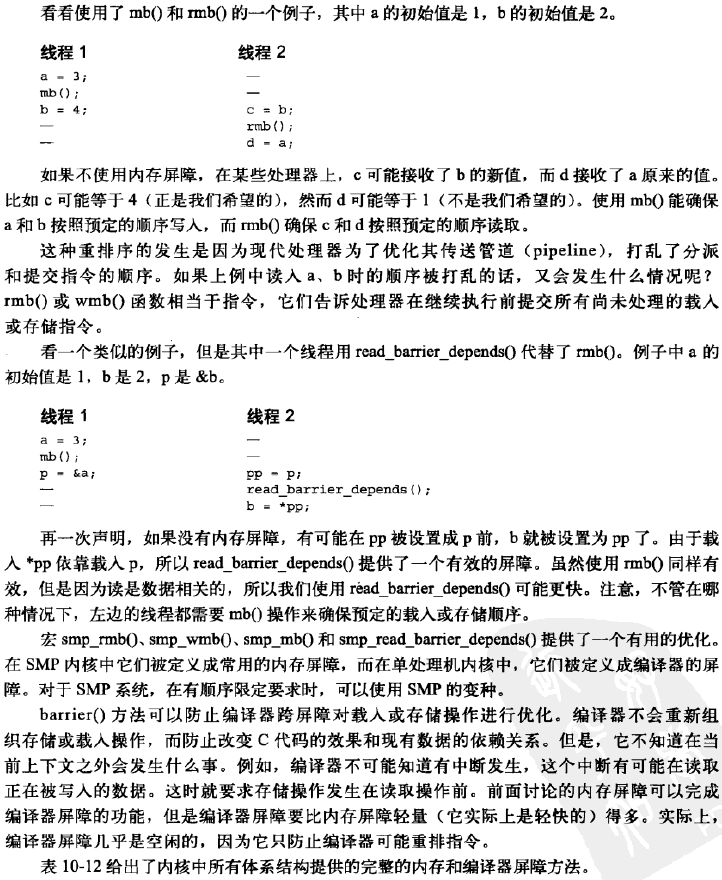 看看使用了 mb() 和 rmb() 的一个例子，其中 a 的初始值是 1，b 的初始值是 2。
线程 1 线程 2
a = 3; —
mb(); —
b = 4; c = b;
— rmb();
— d = a;
如果不使用内存屏障，在某些处理器上，c 可能接收了 b 的新值，而 d 接收了 a 原来的值。
比如 c 可能等于 4（正是我们希望的），然而 d 可能等于 1（不是我们希望的）。使用 mb() 能确保
a 和 b 按照预定的顺序写入，而 rmb() 确保 c 和 d 按照预定的顺序读取。
这种重排序的发生是因为现代处理器为了优化其传送管道（pipeline），打乱了分派
和提交指令的顺序。如果上例中读入 a、b 时的顺序被打乱的话，又会发生什么情况呢？
rmb() 或 wmb() 函数相当于指令，它们告诉处理器在继续执行前提交所有尚未处理的载入
或存储指令。
看一个类似的例子，但是其中一个线程用 read_barrier_depends() 代替了 rmb()。例子中 a 的
初始值是 1，b 是 2，p 是 &b。
线程 1 线程 2
a = 3; —
mb(); —
p = &a; pp = p;
— read_barrier_depends();
— b = *pp;
再一次声明，如果没有内存屏障，有可能在 pp 被设置成 p 前，b 就被设置为 pp 了。由于载
入 *pp 依靠载入 p，所以 read_barrier_depends() 提供了一个有效的屏障。虽然使用 rmb() 同样有
效，但是因为读是数据相关的，所以我们使用 read_barrier_depends() 可能更快。注意，不管在哪
种情况下，左边的线程都需要 mb() 操作来确保预定的载入或存储顺序。
宏 smp_rmb()、smp_wmb()、smp_mb() 和 smp_read_barrier_depends() 提供了一个有用的优化。
在 SMP 内核中它们被定义成常用的内存屏障，而在单处理机内核中，它们被定义成编译器的屏
障。对于 SMP 系统，在有顺序限定要求时，可以使用 SMP 的变种。
barrier() 方法可以防止编译器跨屏障对载入或存储操作进行优化。编译器不会重新组
织存储或载入操作，而防止改变 C 代码的效果和现有数据的依赖关系。但是，它不知道在当
前上下文之外会发生什么事。例如，编译器不可能知道有中断发生，这个中断有可能在读取
正在被写入的数据。这时就要求存储操作发生在读取操作前。前面讨论的内存屏障可以完成
编译器屏障的功能，但是编译器屏障要比内存屏障轻量（它实际上是轻快的）得多。实际上，
编译器屏障几乎是空闲的，因为它只防止编译器可能重排指令。
表 10-12 给出了内核中所有体系结构提供的完整的内存和编译器屏障方法。